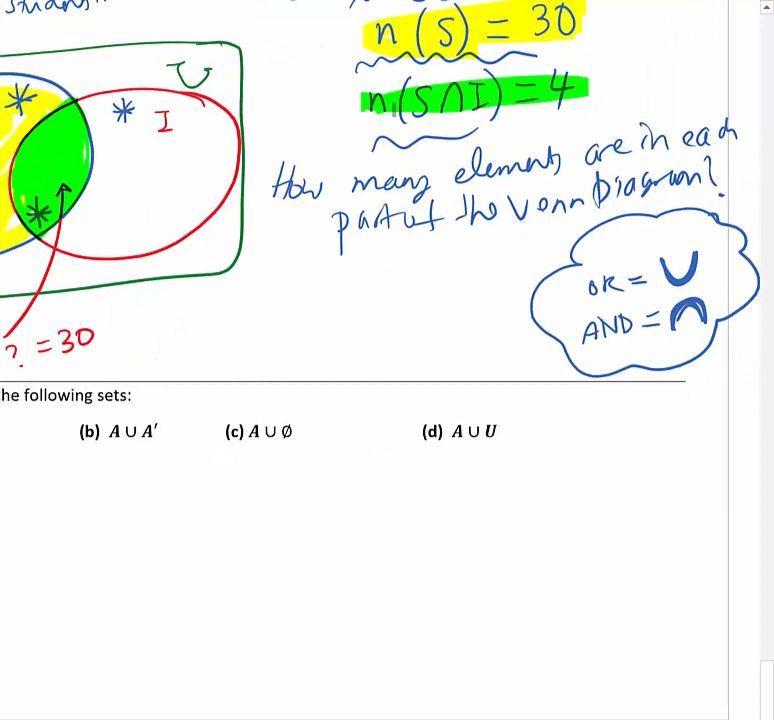 n(S) = 30
U
n(S∩I) = 4
* * I
How many elements are in each
part of the Venn Diagram?
*
OR = ∪
AND = ∩
? = 30
he following sets:
(b) A ∪ A′ (c) A ∪ ∅ (d) A ∪ U